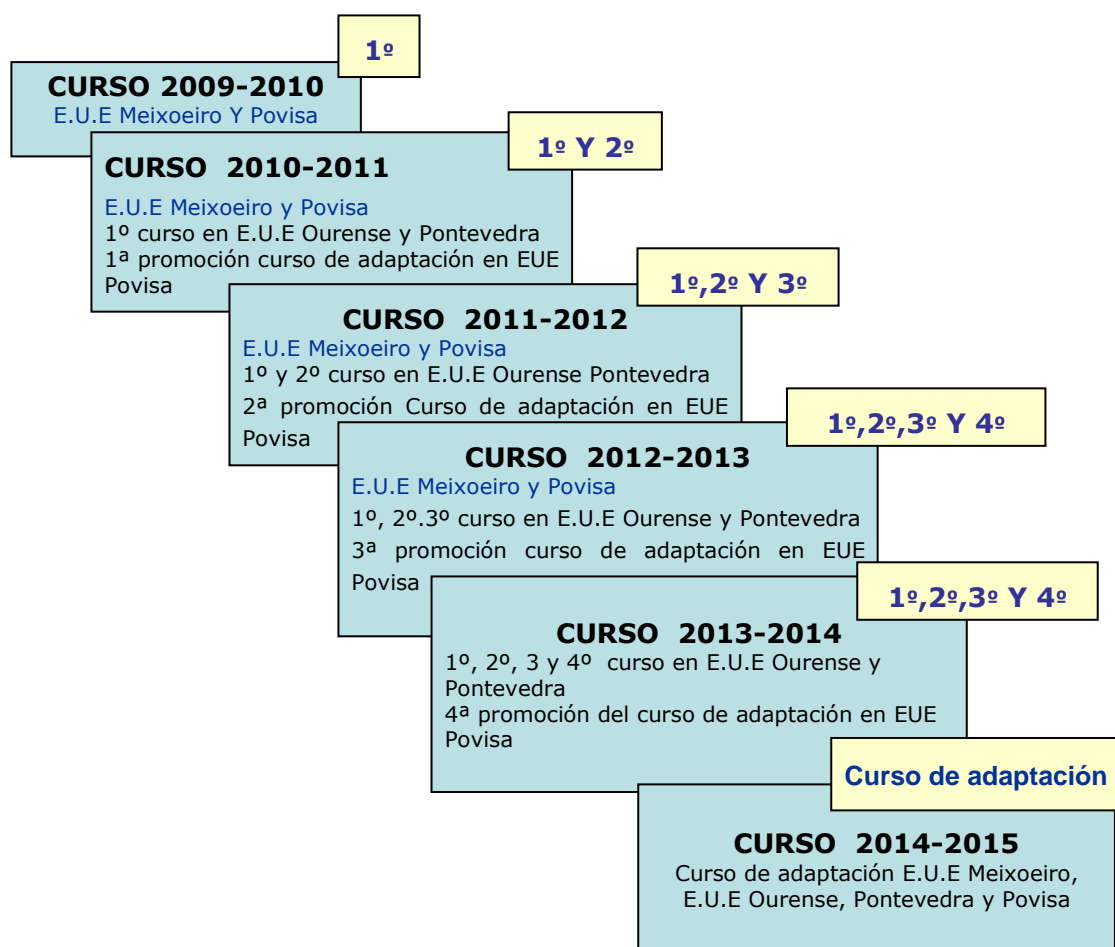 1º
CURSO 2009-2010
E.U.E Meixoeiro Y Povisa
1º Y 2º
CURSO 2010-2011
E.U.E Meixoeiro y Povisa
1º curso en E.U.E Ourense y Pontevedra
1ª promoción curso de adaptación en EUE
Povisa
1º,2º Y 3º
CURSO 2011-2012
E.U.E Meixoeiro y Povisa
1º y 2º curso en E.U.E Ourense Pontevedra
2ª promoción Curso de adaptación en EUE
Povisa
1º,2º,3º Y 4º
CURSO 2012-2013
E.U.E Meixoeiro y Povisa
1º, 2º.3º curso en E.U.E Ourense y Pontevedra
3ª promoción curso de adaptación en EUE
Povisa
1º,2º,3º Y 4º
CURSO 2013-2014
1º, 2º, 3 y 4º curso en E.U.E Ourense y
Pontevedra
4ª promoción del curso de adaptación en EUE
Povisa
Curso de adaptación
CURSO 2014-2015
Curso de adaptación E.U.E Meixoeiro,
E.U.E Ourense, Pontevedra y Povisa